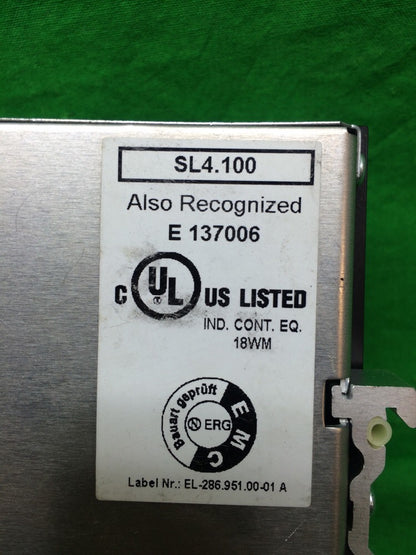 SL4.100
Also Recognized
E 137006
C UL ® US LISTED
IND. CONT. EQ.
18WM
Bauart geprüft
EMC
N ERG
Label Nr.: EL-286.951.00-01 A